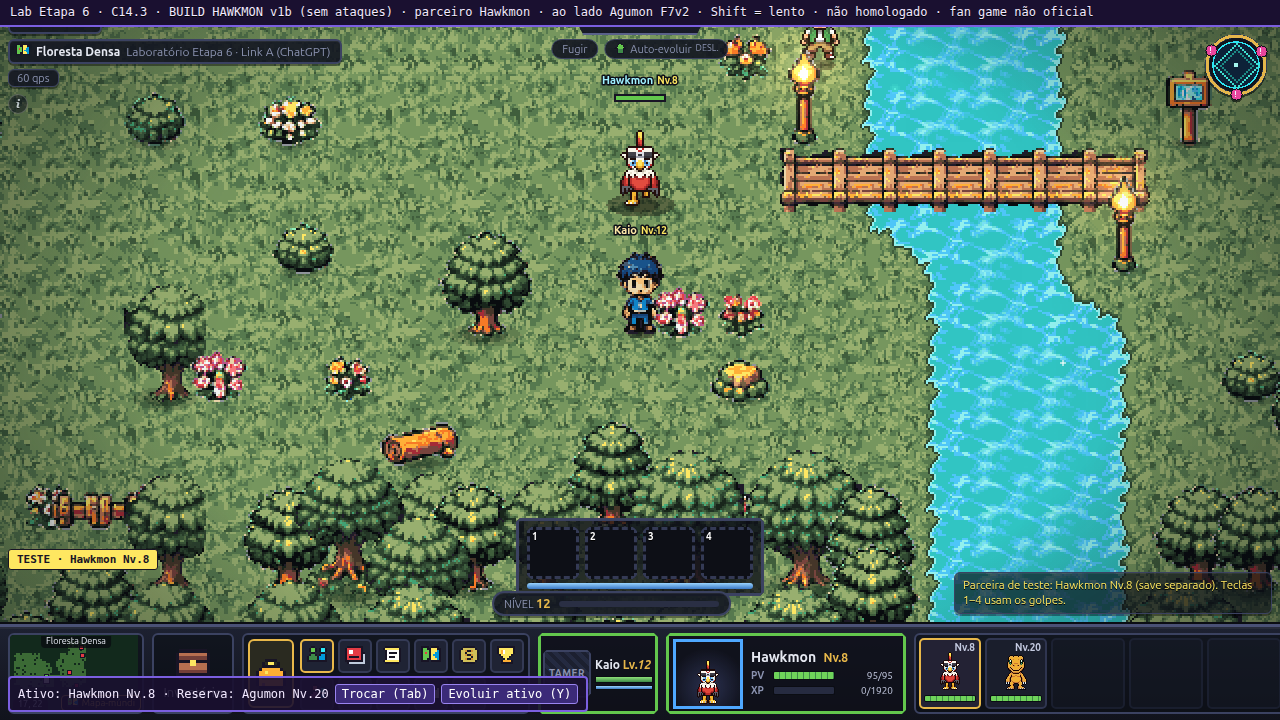 Lab Etapa 6 · C14.3 · BUILD HAWKMON v1b (sem ataques) · parceiro Hawkmon · ao lado Agumon F7v2 · Shift = lento · não homologado · fan game não oficial
Floresta Densa Laboratório Etapa 6 · Link A (ChatGPT)
Fugir
Auto-evoluir DESL.
60 qps
i
Hawkmon Nv.8
Kaio Nv.12
TESTE · Hawkmon Nv.8
1 2 3 4
NÍVEL 12
Parceira de teste: Hawkmon Nv.8 (save separado). Teclas
1–4 usam os golpes.
Floresta Densa
TAMER
Kaio Lv.12
Hawkmon Nv.8
PV 95/95
XP 0/1920
Nv.8
Nv.20
Ativo: Hawkmon Nv.8 · Reserva: Agumon Nv.20 Trocar (Tab) Evoluir ativo (Y)